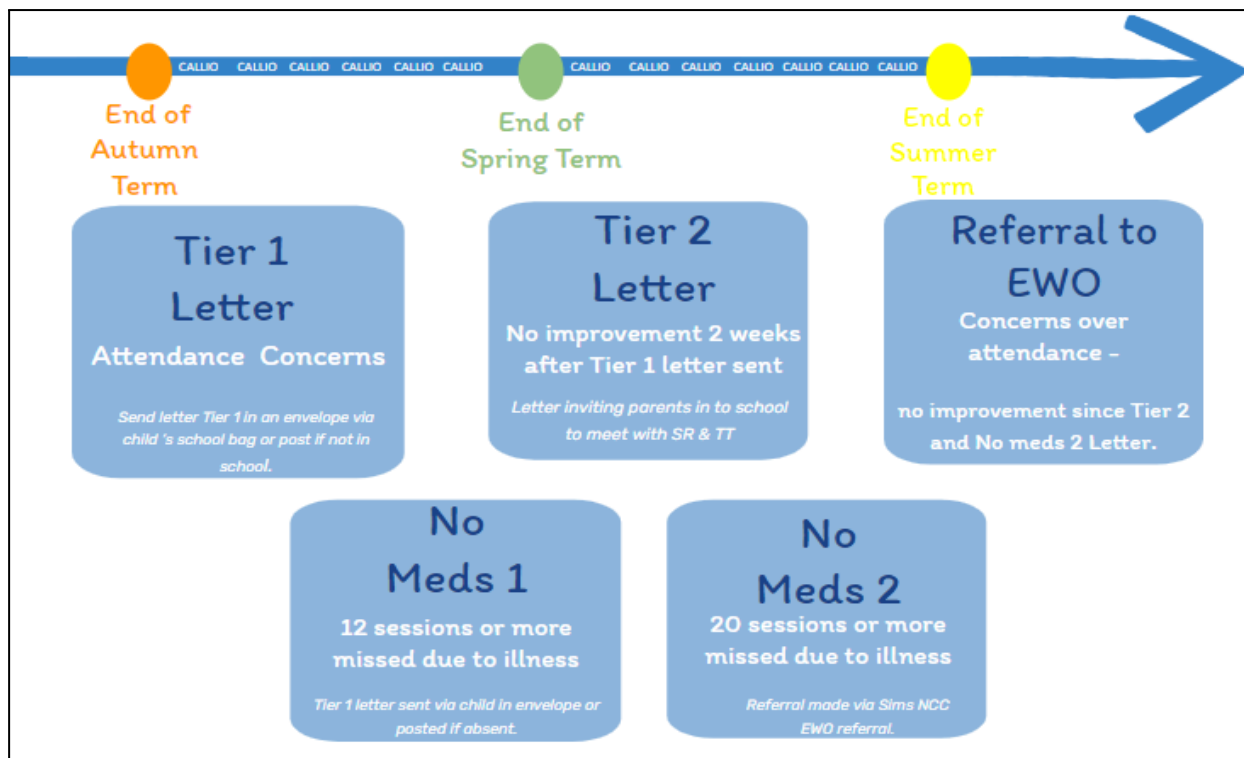 CALLIO CALLIO CALLIO CALLIO CALLIO CALLIO CALLIO CALLIO CALLIO CALLIO CALLIO CALLIO CALLIO
End of
Autumn
Term
End of
Spring Term
End of
Summer
Term
Tier 1
Letter
Attendance Concerns
Send letter Tier 1 in an envelope via
child 's school bag or post if not in
school.
Tier 2
Letter
No improvement 2 weeks
after Tier 1 letter sent
Letter inviting parents in to school
to meet with SR & TT
Referral to
EWO
Concerns over
attendance -
no improvement since Tier 2
and No meds 2 Letter.
No
Meds 1
12 sessions or more
missed due to illness
Tier 1 letter sent via child in envelope or
posted if absent.
No
Meds 2
20 sessions or more
missed due to illness
Referral made via Sims NCC
EWO referral.